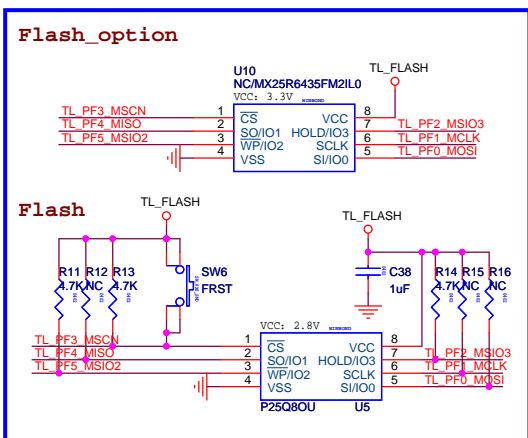 Flash_option
U10
NC/MX25R6435FM2IL0
VCC: 3.3V
TL_FLASH
TL_PF3_MSCN 1 CS VCC 8
TL_PF4_MISO 2 SO/IO1 HOLD/IO3 7 TL_PF2_MSIO3
TL_PF5_MSIO2 3 WP/IO2 SCLK 6 TL_PF1_MCLK
4 VSS SI/IO0 5 TL_PF0_MOSI
Flash
TL_FLASH TL_FLASH
R11 R12 R13 SW6 C38 R14 R15 R16
4.7K NC 4.7K FRST 1uF 4.7K NC NC
VCC: 2.8V
TL_PF3_MSCN 1 CS VCC 8
TL_PF4_MISO 2 SO/IO1 HOLD/IO3 7 TL_PF2_MSIO3
TL_PF5_MSIO2 3 WP/IO2 SCLK 6 TL_PF1_MCLK
4 VSS SI/IO0 5 TL_PF0_MOSI
P25Q8OU U5